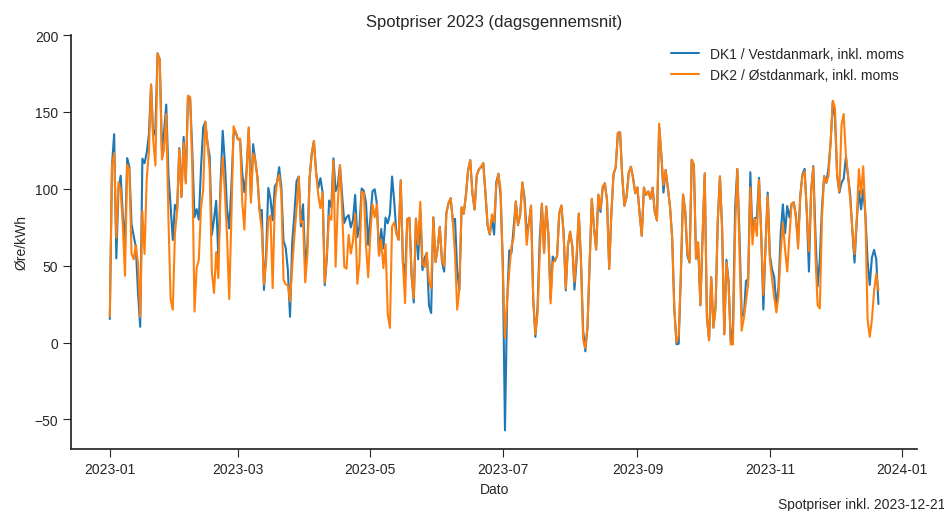 Spotpriser 2023 (dagsgennemsnit)
DK1 / Vestdanmark, inkl. moms
DK2 / Østdanmark, inkl. moms
Øre/kWh
200
150
100
50
0
−50
2023-01
2023-03
2023-05
2023-07
2023-09
2023-11
2024-01
Dato
Spotpriser inkl. 2023-12-21